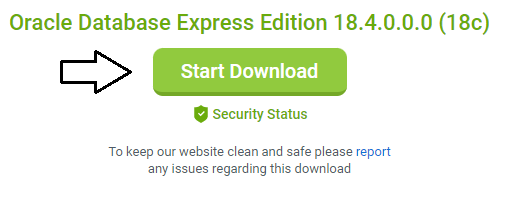 Oracle Database Express Edition 18.4.0.0.0 (18c)
Start Download
Security Status
To keep our website clean and safe please report
any issues regarding this download